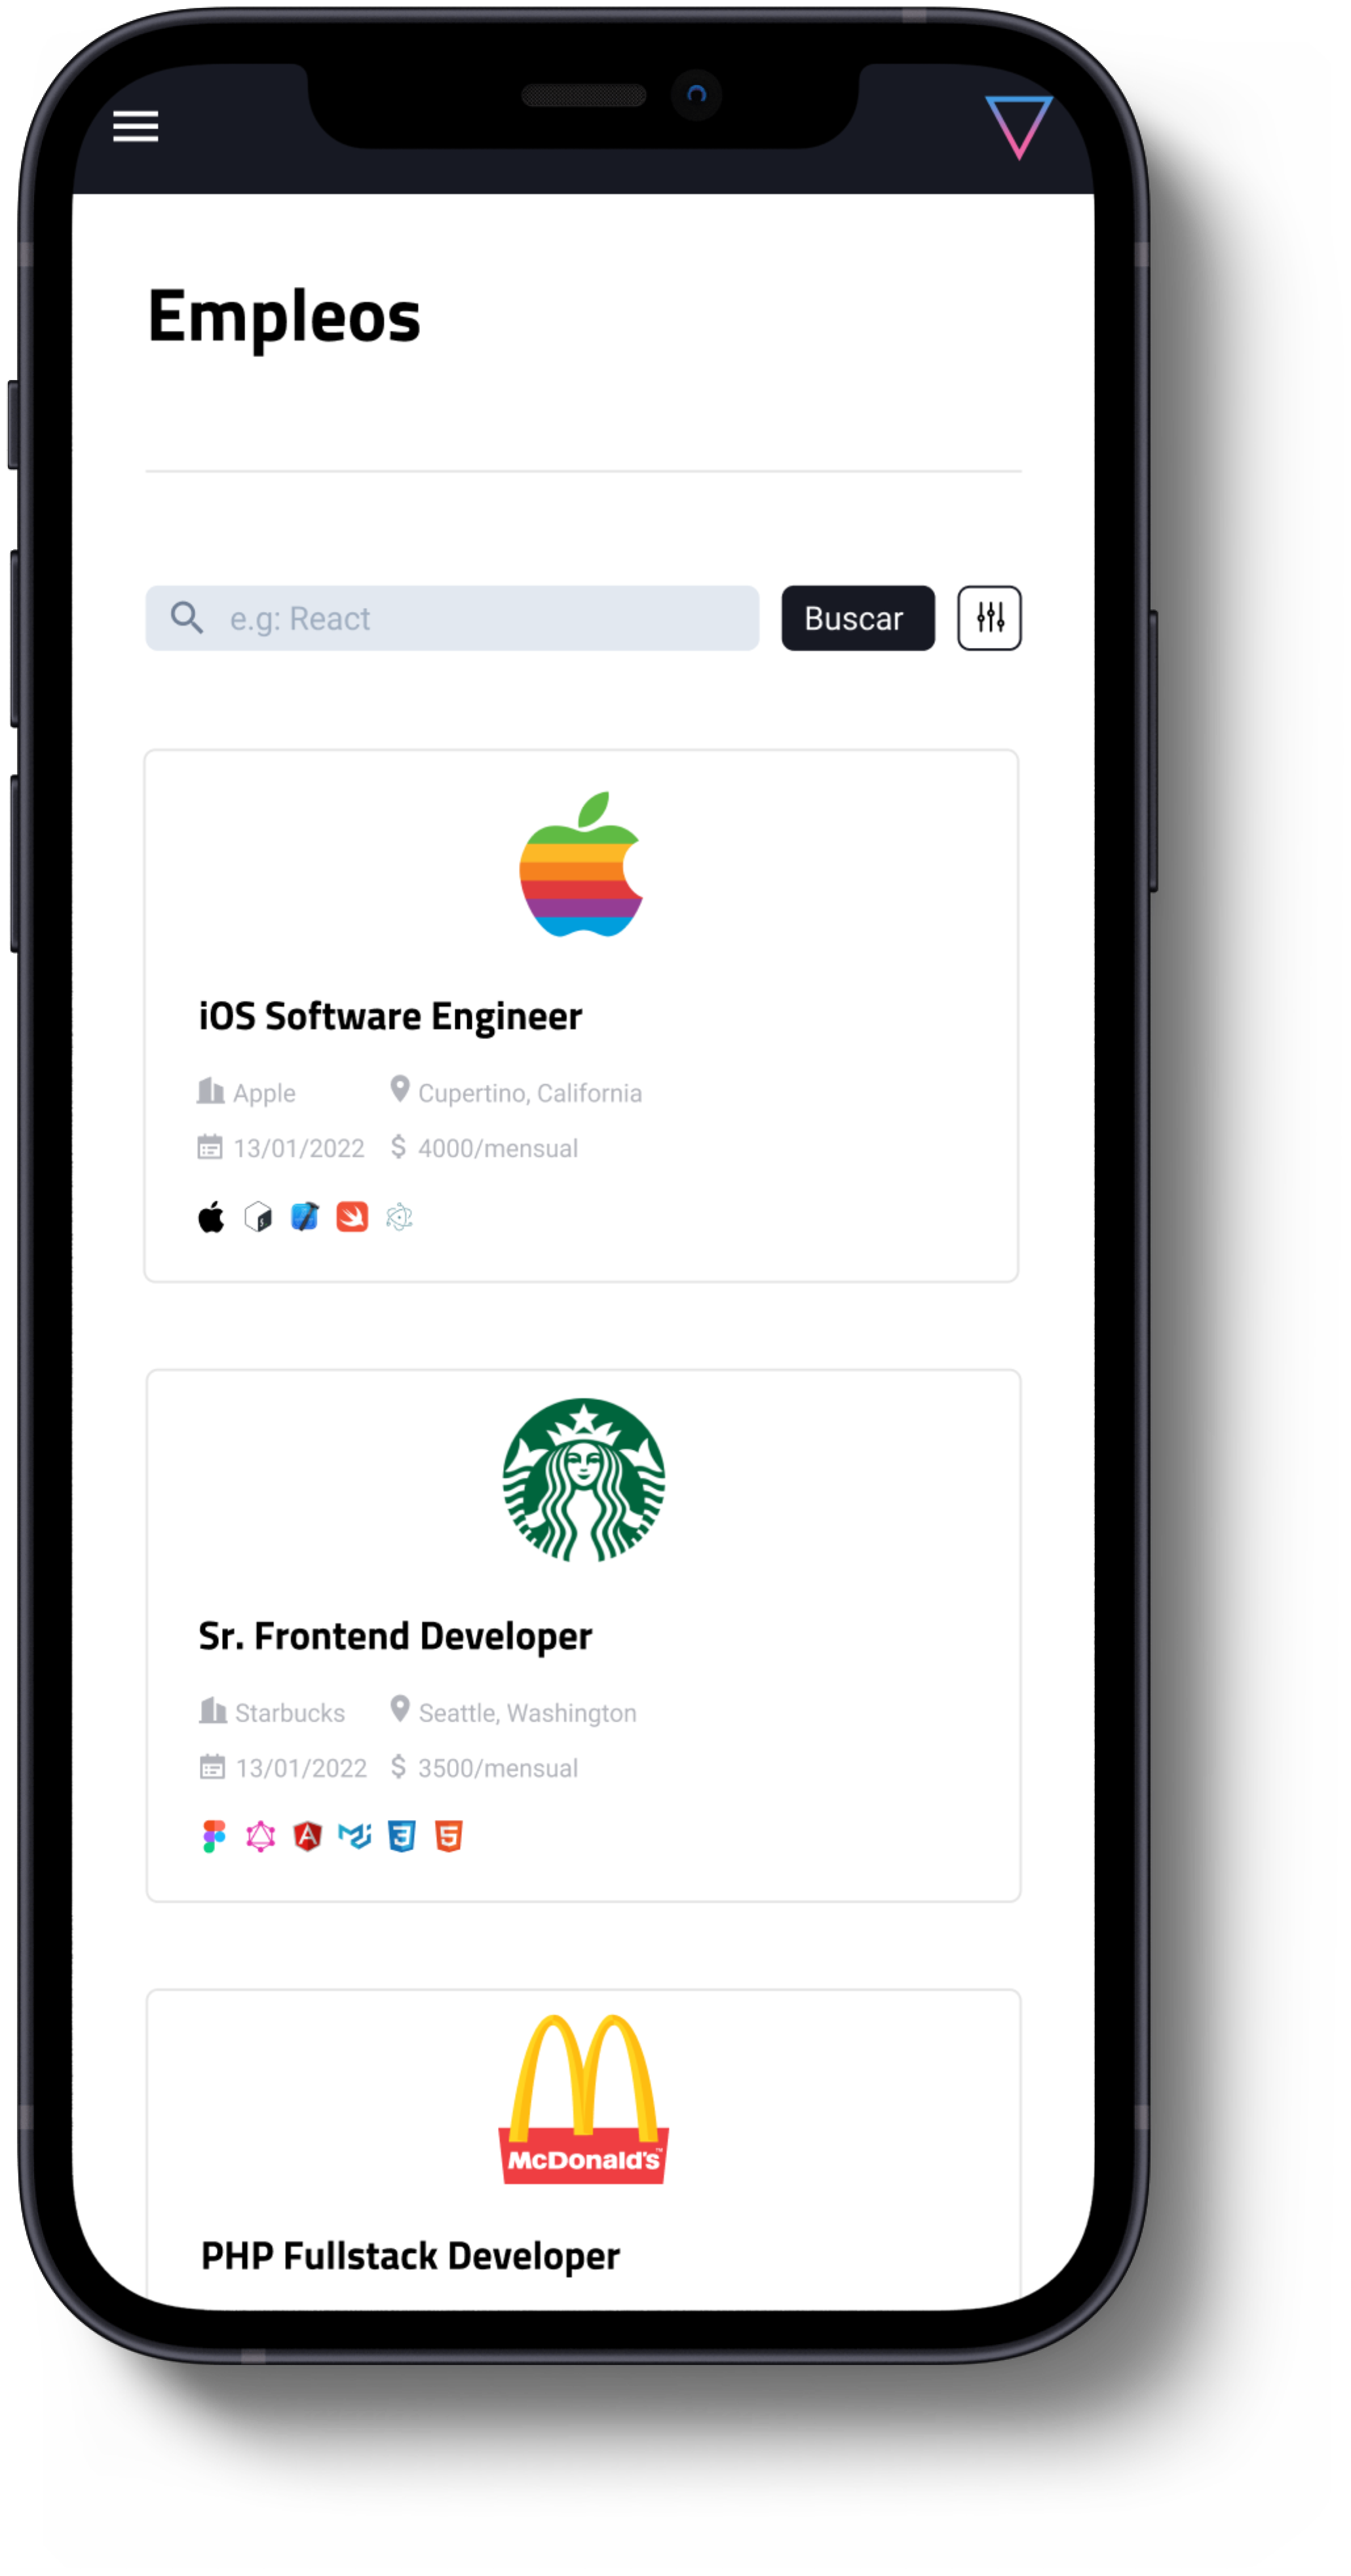 Empleos
e.g: React
Buscar
iOS Software Engineer
Apple
Cupertino, California
13/01/2022
$ 4000/mensual
Sr. Frontend Developer
Starbucks
Seattle, Washington
13/01/2022
$ 3500/mensual
McDonald's™
PHP Fullstack Developer